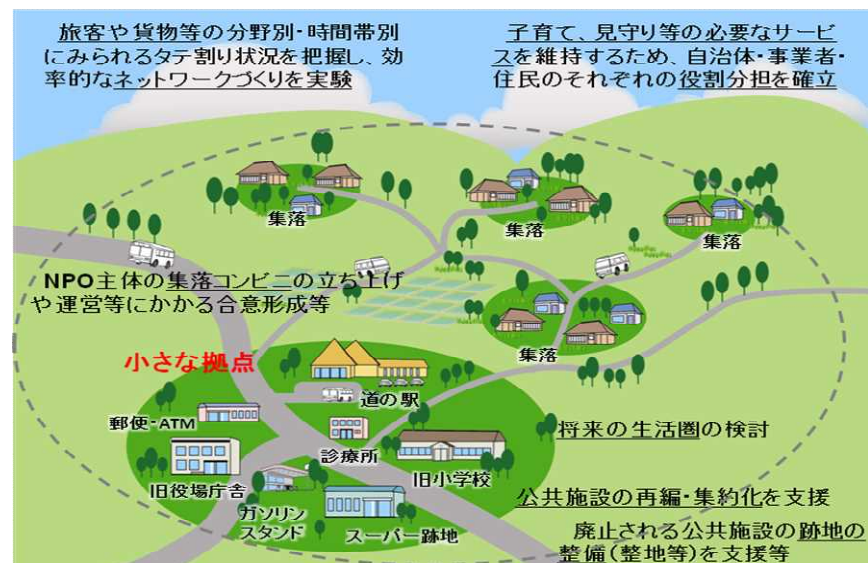 旅客や貨物等の分野別・時間帯別
にみられるタテ割り状況を把握し、効
率的なネットワークづくりを実験
子育て、見守り等の必要なサービ
スを維持するため、自治体・事業者・
住民のそれぞれの役割分担を確立
集落
集落
集落
NPO主体の集落コンビニの立ち上げ
や運営等にかかる合意形成等
集落
小さな拠点
道の駅
郵便・ATM
診療所
将来の生活圏の検討
旧小学校
旧役場庁舎
公共施設の再編・集約化を支援
ガソリン
スタンド
スーパー跡地
廃止される公共施設の跡地の
整備(整地等)を支援等